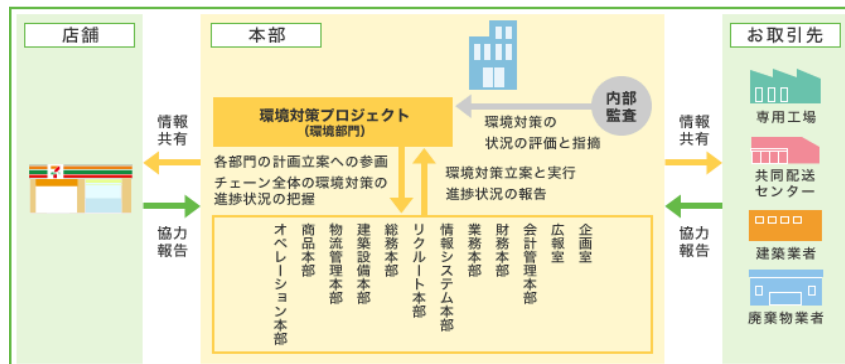 店舗
本部
お取引先
情報
共有
協力
報告
環境対策プロジェクト
(環境部門)
内部
監査
環境対策の
状況の評価と指摘
各部門の計画立案への参画
チェーン全体の環境対策の
進捗状況の把握
環境対策立案と実行
進捗状況の報告
オペレーション本部
商品本部
物流管理本部
建築設備本部
総務本部
リクルート本部
情報システム本部
業務本部
財務本部
会計管理本部
広報室
企画室
情報
共有
協力
報告
専用工場
共同配送
センター
建築業者
廃棄物業者
7